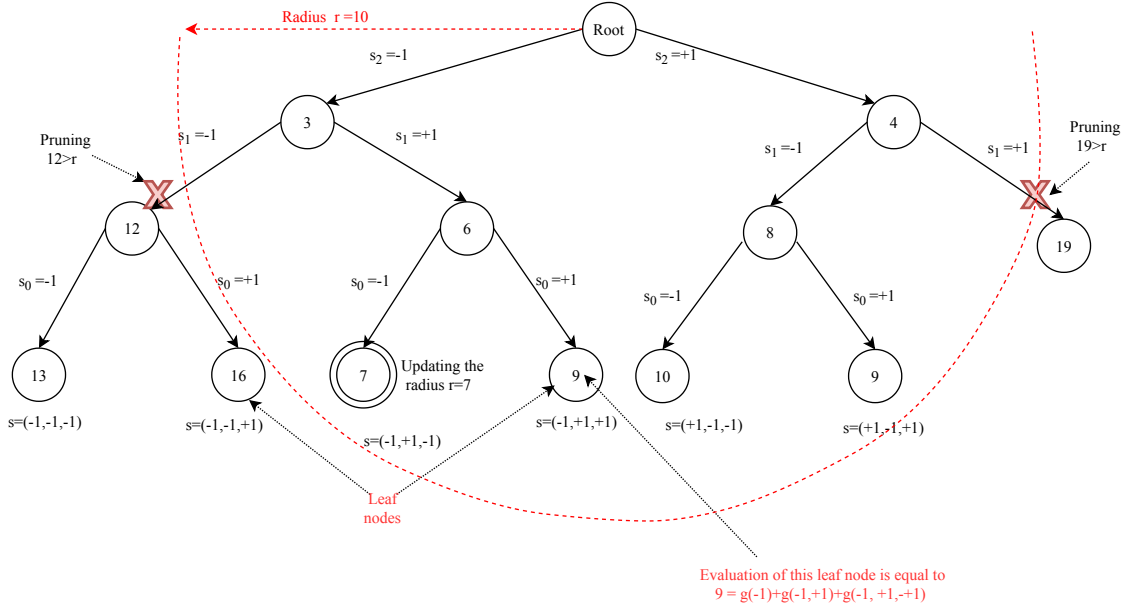 Radius r =10
Root
s2 =-1
s2 =+1
3
4
Pruning
12>r
s1 =-1
s1 =+1
s1 =-1
s1 =+1
Pruning
19>r
X
X
12
6
8
19
s0 =-1
s0 =+1
s0 =-1
s0 =+1
s0 =-1
s0 =+1
13
16
7
Updating the
radius r=7
9
10
9
s=(-1,-1,-1)
s=(-1,-1,+1)
s=(-1,+1,-1)
s=(-1,+1,+1)
s=(+1,-1,-1)
s=(+1,-1,+1)
Leaf
nodes
Evaluation of this leaf node is equal to
9 = g(-1)+g(-1,+1)+g(-1, +1,-+1)